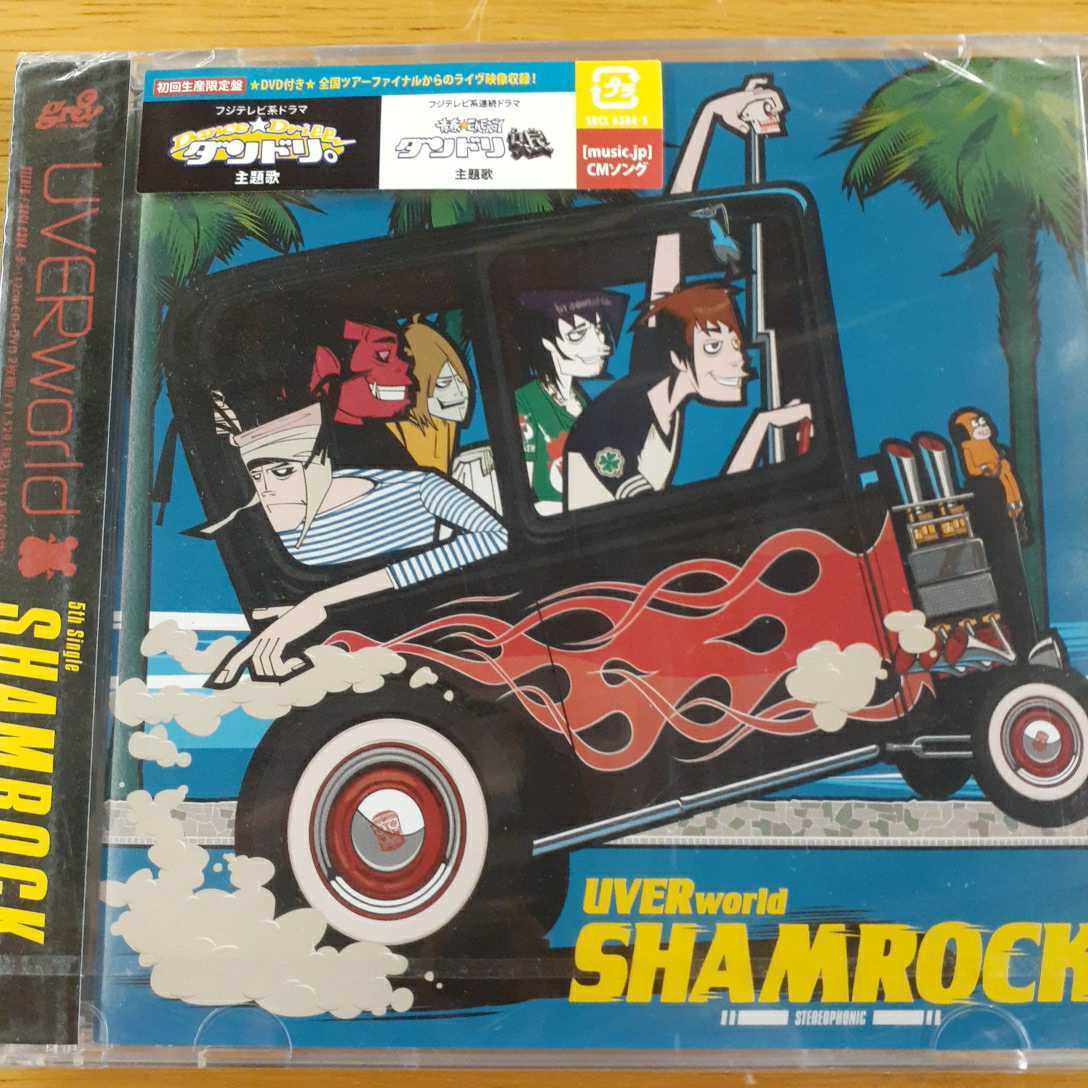 初回生産限定盤 ★DVD付き★ 全国ツアーファイナルからのライヴ映像収録!
フジテレビ系ドラマ
Dance★Drill
ダンドリ。
主題歌
フジテレビ系連続ドラマ
ダンドリ
主題歌
プラ
[music.jp]
CMソング
gr8!
UVERworld
5th Single
SHAMROCK
UVERworld
SHAMROCK
STEREOPHONIC